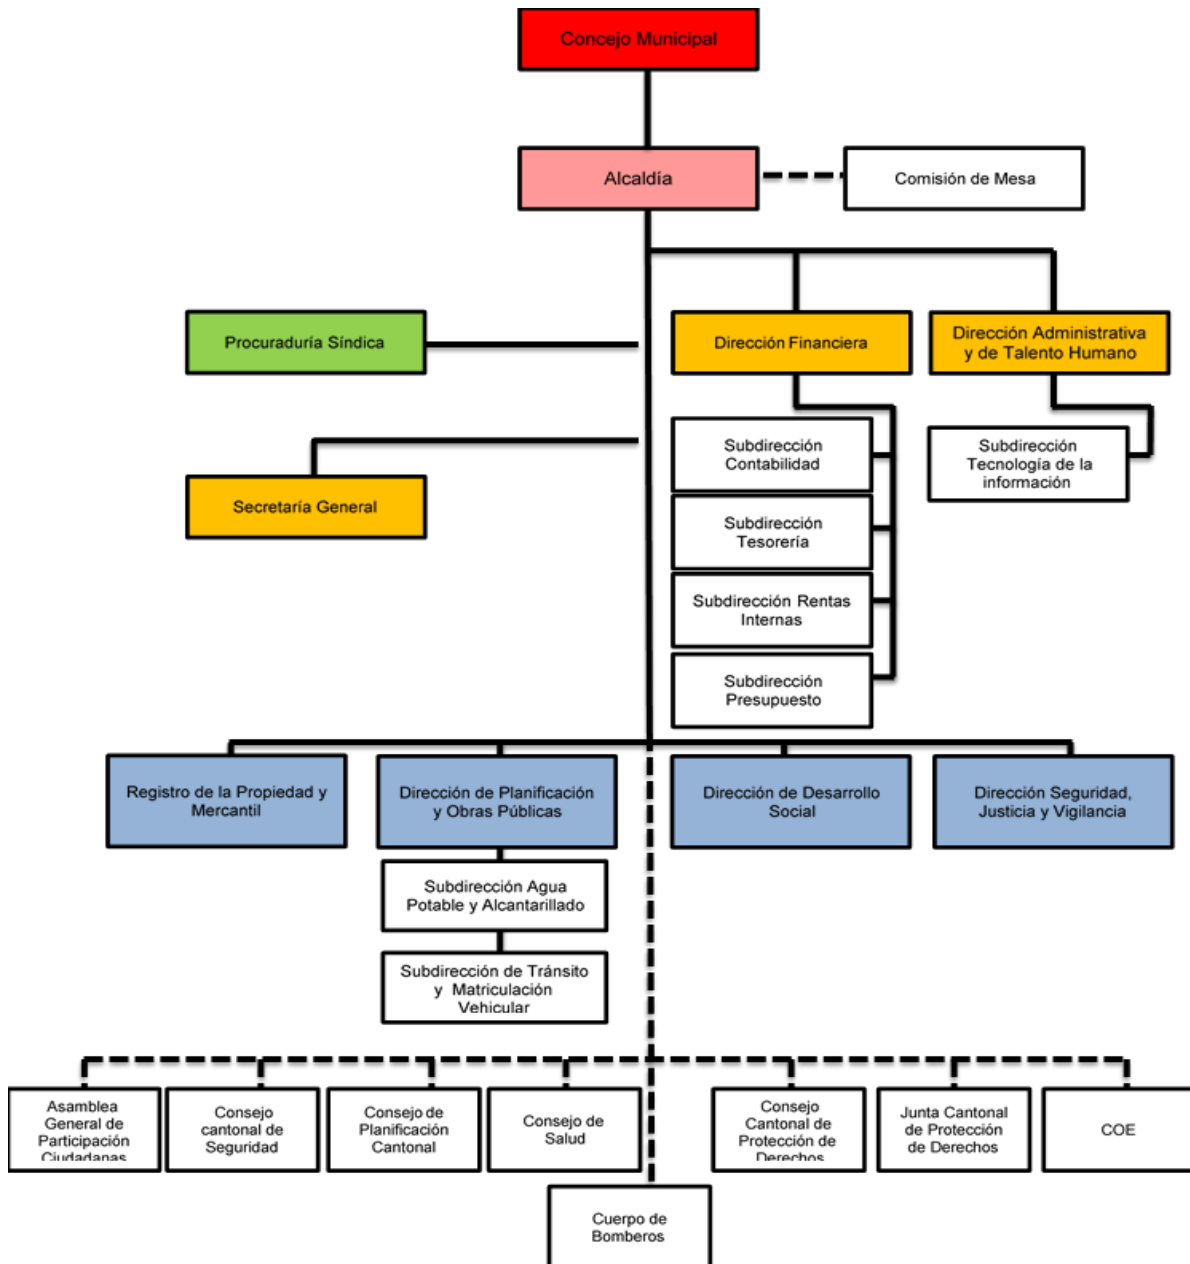 Concejo Municipal
Alcaldía
Comisión de Mesa
Procuraduría Síndica
Dirección Financiera
Dirección Administrativa
y de Talento Humano
Subdirección
Contabilidad
Subdirección
Tecnología de la
información
Secretaría General
Subdirección
Tesorería
Subdirección Rentas
Internas
Subdirección
Presupuesto
Registro de la Propiedad y
Mercantil
Dirección de Planificación
y Obras Públicas
Dirección de Desarrollo
Social
Dirección Seguridad,
Justicia y Vigilancia
Subdirección Agua
Potable y Alcantarillado
Subdirección de Tránsito
y Matriculación
Vehicular
Asamblea
General de
Participación
Ciudadanas
Consejo
cantonal de
Seguridad
Consejo de
Planificación
Cantonal
Consejo de
Salud
Consejo
Cantonal de
Protección de
Derechos
Junta Cantonal
de Protección
de Derechos
COE
Cuerpo de
Bomberos